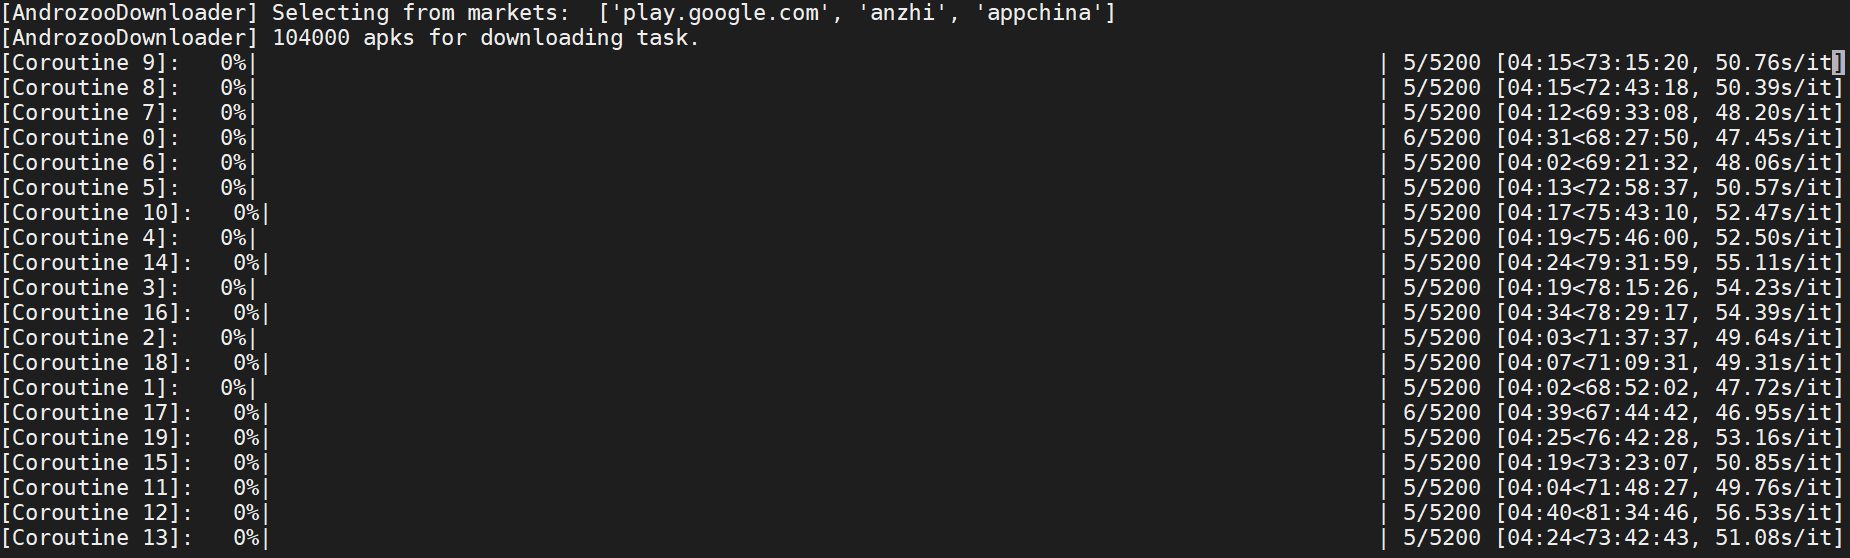 [AndrozooDownloader] Selecting from markets:  ['play.google.com', 'anzhi', 'appchina']
[AndrozooDownloader] 104000 apks for downloading task.
[Coroutine 9]:   0%| | 5/5200 [04:15<73:15:20, 50.76s/it]
[Coroutine 8]:   0%| | 5/5200 [04:15<72:43:18, 50.39s/it]
[Coroutine 7]:   0%| | 5/5200 [04:12<69:33:08, 48.20s/it]
[Coroutine 0]:   0%| | 6/5200 [04:31<68:27:50, 47.45s/it]
[Coroutine 6]:   0%| | 5/5200 [04:02<69:21:32, 48.06s/it]
[Coroutine 5]:   0%| | 5/5200 [04:13<72:58:37, 50.57s/it]
[Coroutine 10]:   0%| | 5/5200 [04:17<75:43:10, 52.47s/it]
[Coroutine 4]:   0%| | 5/5200 [04:19<75:46:00, 52.50s/it]
[Coroutine 14]:   0%| | 5/5200 [04:24<79:31:59, 55.11s/it]
[Coroutine 3]:   0%| | 5/5200 [04:19<78:15:26, 54.23s/it]
[Coroutine 16]:   0%| | 5/5200 [04:34<78:29:17, 54.39s/it]
[Coroutine 2]:   0%| | 5/5200 [04:03<71:37:37, 49.64s/it]
[Coroutine 18]:   0%| | 5/5200 [04:07<71:09:31, 49.31s/it]
[Coroutine 1]:   0%| | 5/5200 [04:02<68:52:02, 47.72s/it]
[Coroutine 17]:   0%| | 6/5200 [04:39<67:44:42, 46.95s/it]
[Coroutine 19]:   0%| | 5/5200 [04:25<76:42:28, 53.16s/it]
[Coroutine 15]:   0%| | 5/5200 [04:19<73:23:07, 50.85s/it]
[Coroutine 11]:   0%| | 5/5200 [04:04<71:48:27, 49.76s/it]
[Coroutine 12]:   0%| | 5/5200 [04:40<81:34:46, 56.53s/it]
[Coroutine 13]:   0%| | 5/5200 [04:24<73:42:43, 51.08s/it]